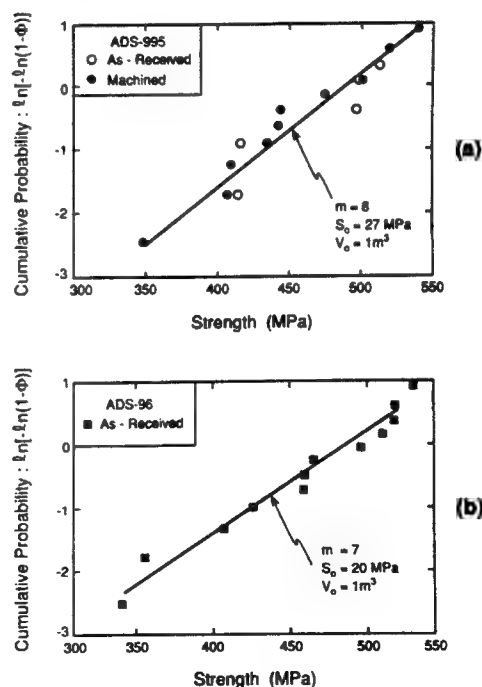 1
0
-1
-2
-3
ADS-995
As - Received
Machined
m = 8
S₀ = 27 MPa
V₀ = 1m³
350 400 450 500 550
Strength (MPa)
Cumulative Probability : ℓn[-ℓn(1-Φ)]
(a)
1
0
-1
-2
-3
ADS-96
As - Received
m = 7
S₀ = 20 MPa
V₀ = 1m³
300 350 400 450 500 550
Strength (MPa)
Cumulative Probability : ℓn[-ℓn(1-Φ)]
(b)